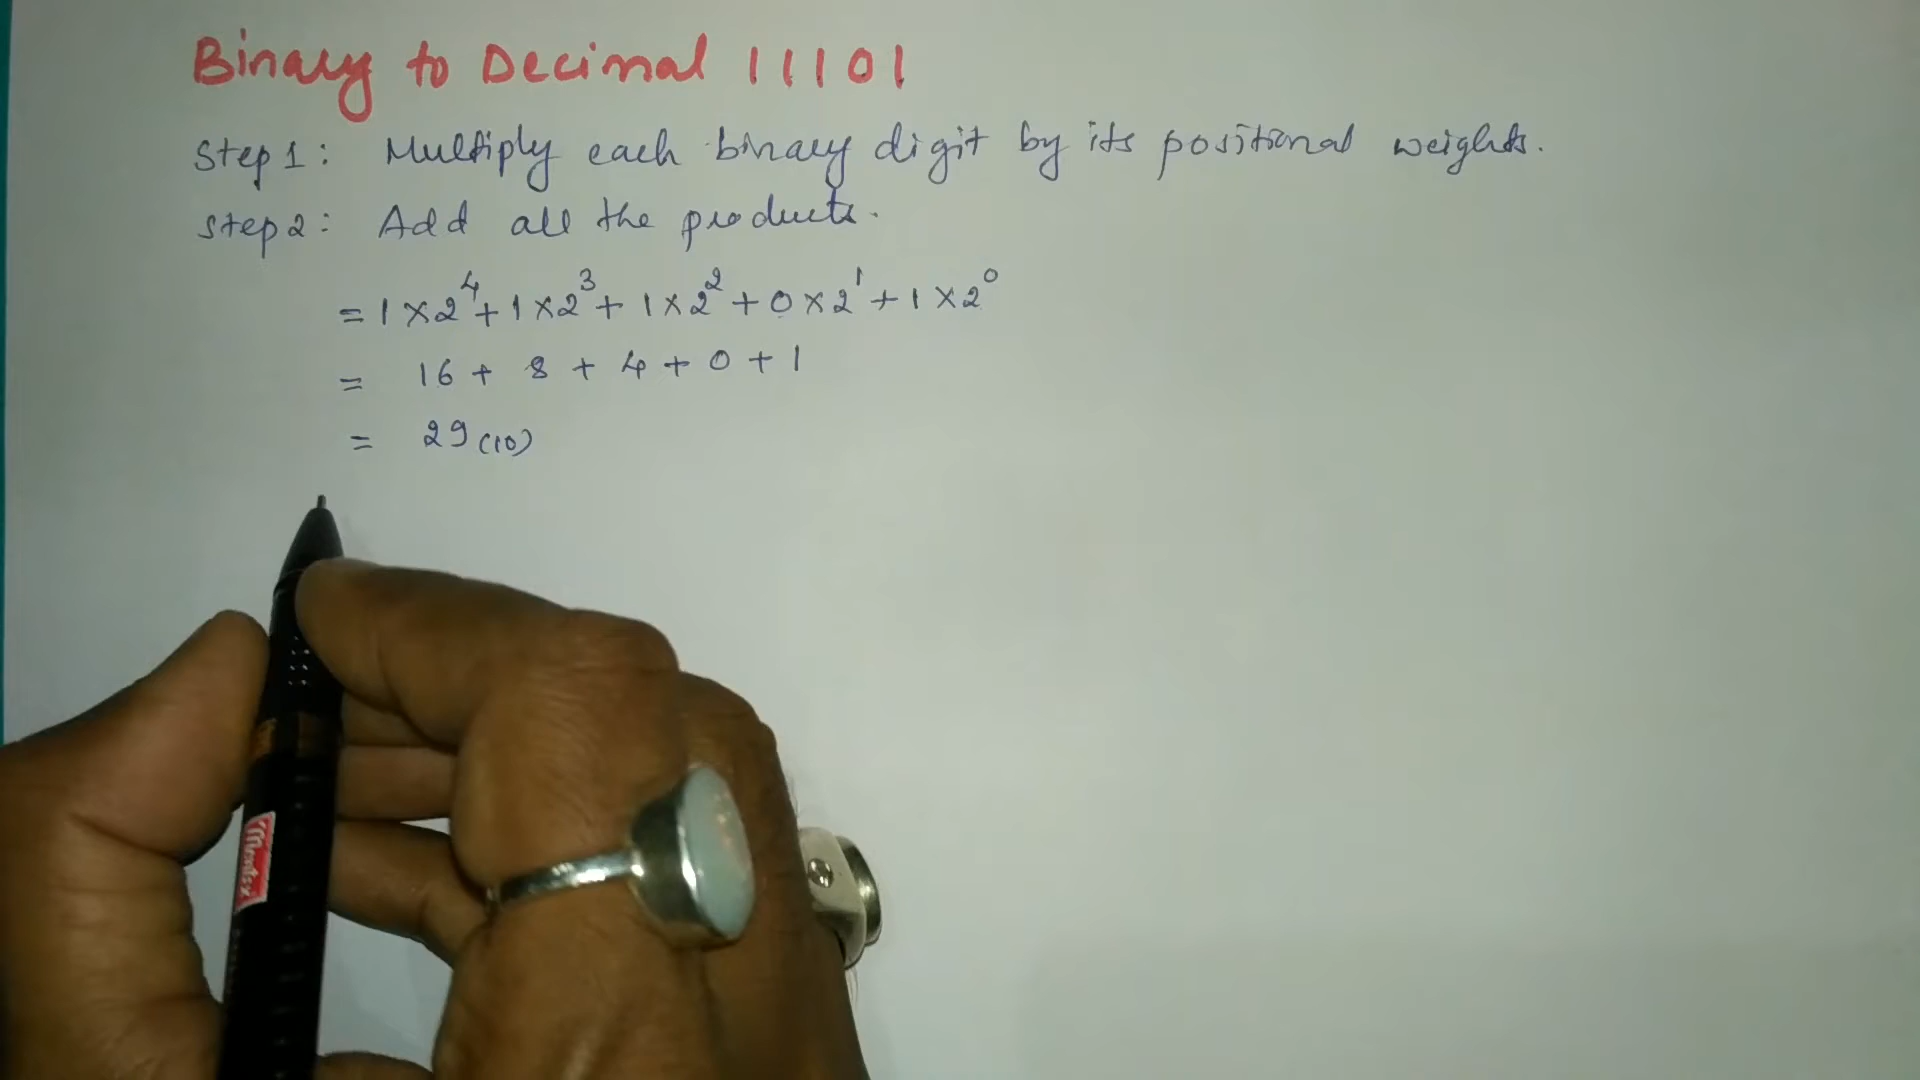 Binary to Decimal 11101
Step 1: Multiply each binary digit by its positional weights.
Step 2: Add all the products.
= 1 × 2⁴ + 1 × 2³ + 1 × 2² + 0 × 2¹ + 1 × 2⁰
= 16 + 8 + 4 + 0 + 1
= 29 (10)
Montex